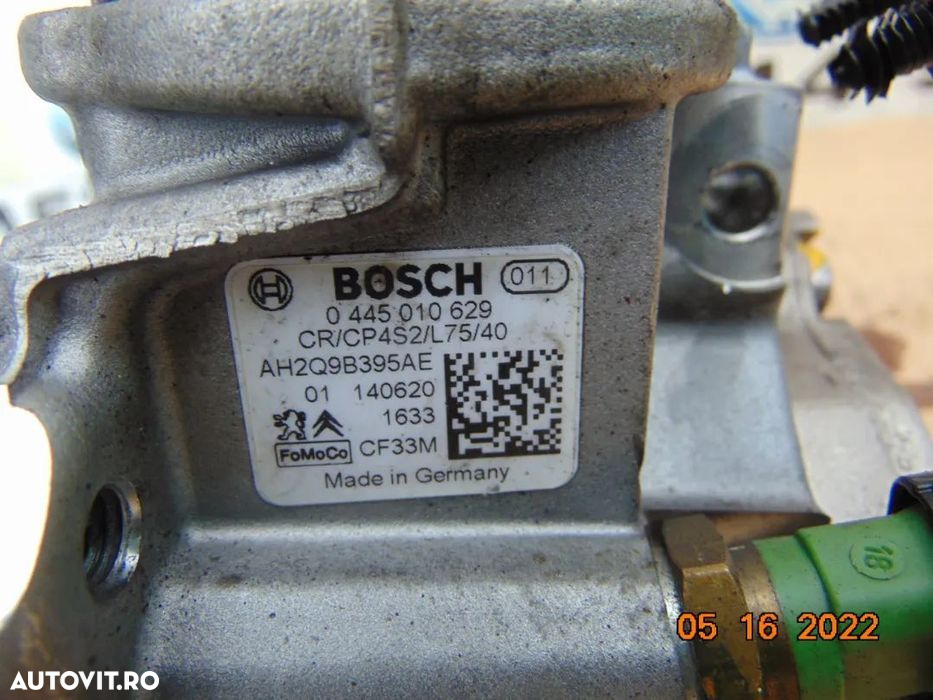 BOSCH 011
0 445 010 629
CR/CP4S2/L75/40
AH2Q9B395AE
01 140620
1633
FoMoCo CF33M
Made in Germany
18
05 16 2022
AUTOVIT.RO